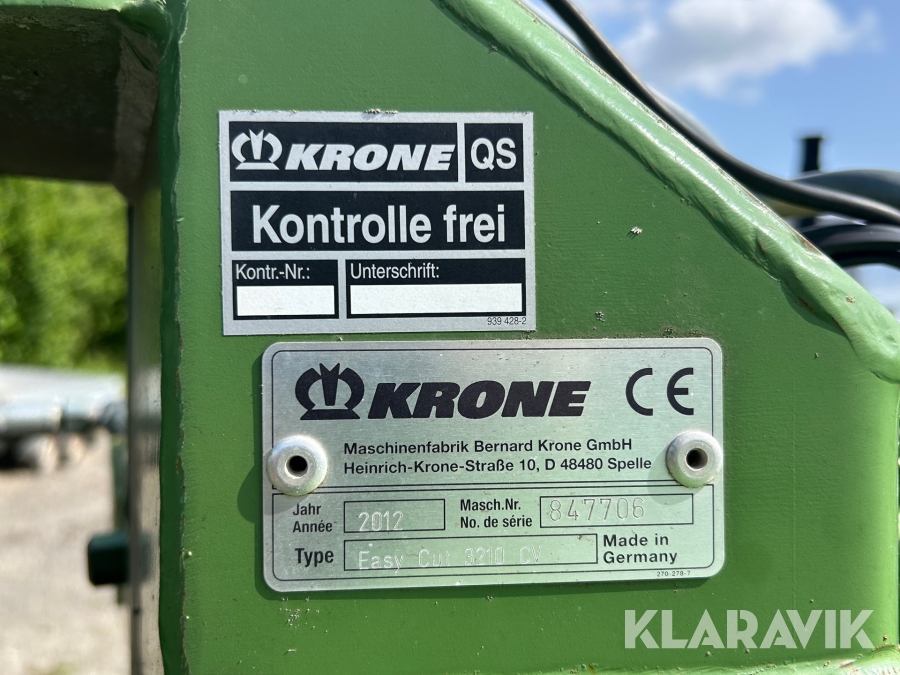 KRONE QS
Kontrolle frei
Kontr.-Nr.: Unterschrift:
939 428-2
KRONE CE
Maschinenfabrik Bernard Krone GmbH
Heinrich-Krone-Straße 10, D 48480 Spelle
Jahr
Année 2012
Masch.Nr.
No. de série 847706
Type Easy Cut 3210 CV
Made in
Germany
270-278-7
KLARAVIK